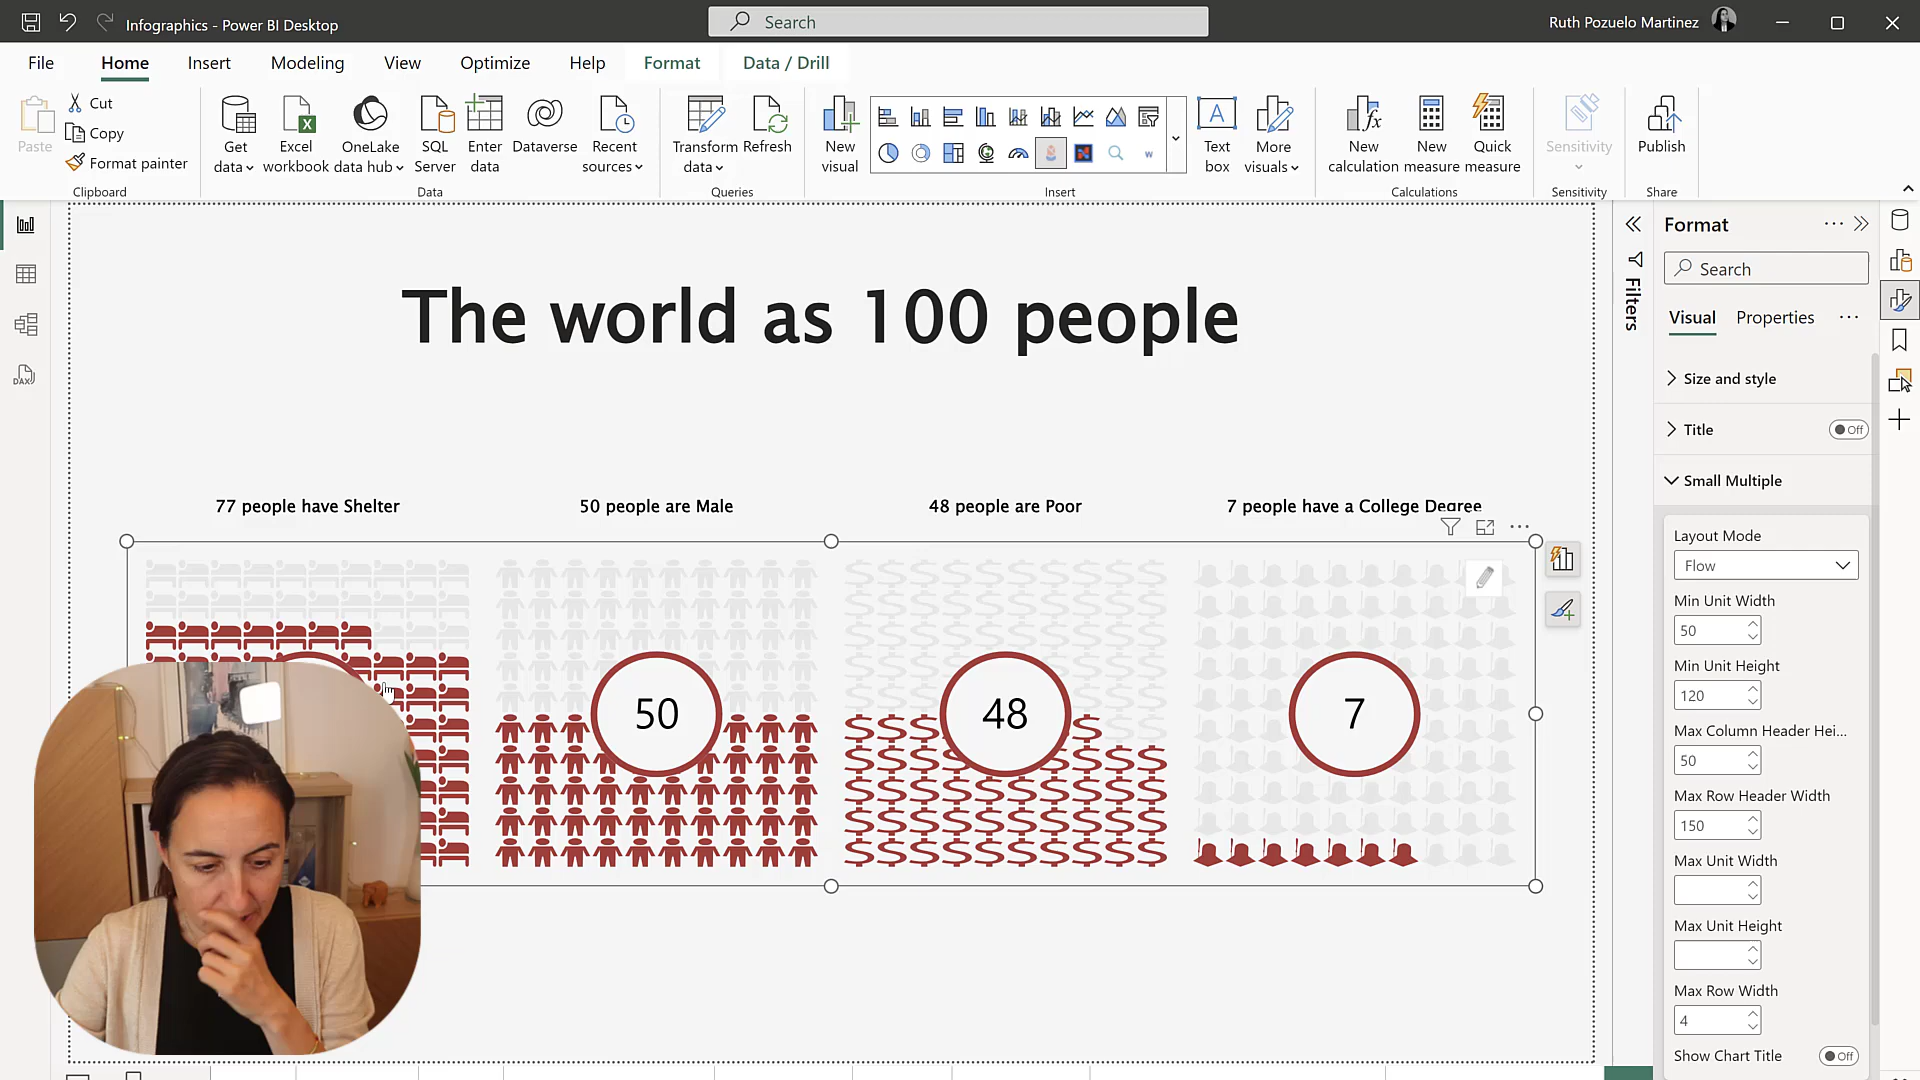 Infographics - Power BI Desktop
Search
Ruth Pozuelo Martinez
File
Home
Insert
Modeling
View
Optimize
Help
Format
Data / Drill
Paste
Cut
Copy
Format painter
Clipboard
Get
data
Excel
workbook
OneLake
data hub
SQL
Server
Enter
data
Dataverse
Recent
sources
Data
Transform
data
Refresh
Queries
New
visual
Text
box
More
visuals
Insert
New
calculation
New
measure
Quick
measure
Calculations
Sensitivity
Sensitivity
Publish
Share
DAX
The world as 100 people
77 people have Shelter
50 people are Male
48 people are Poor
7 people have a College Degree
50
48
7
Filters
Format
Search
Visual
Properties
Size and style
Title
Off
Small Multiple
Layout Mode
Flow
Min Unit Width
50
Min Unit Height
120
Max Column Header Hei...
50
Max Row Header Width
150
Max Unit Width
Max Unit Height
Max Row Width
4
Show Chart Title
Off